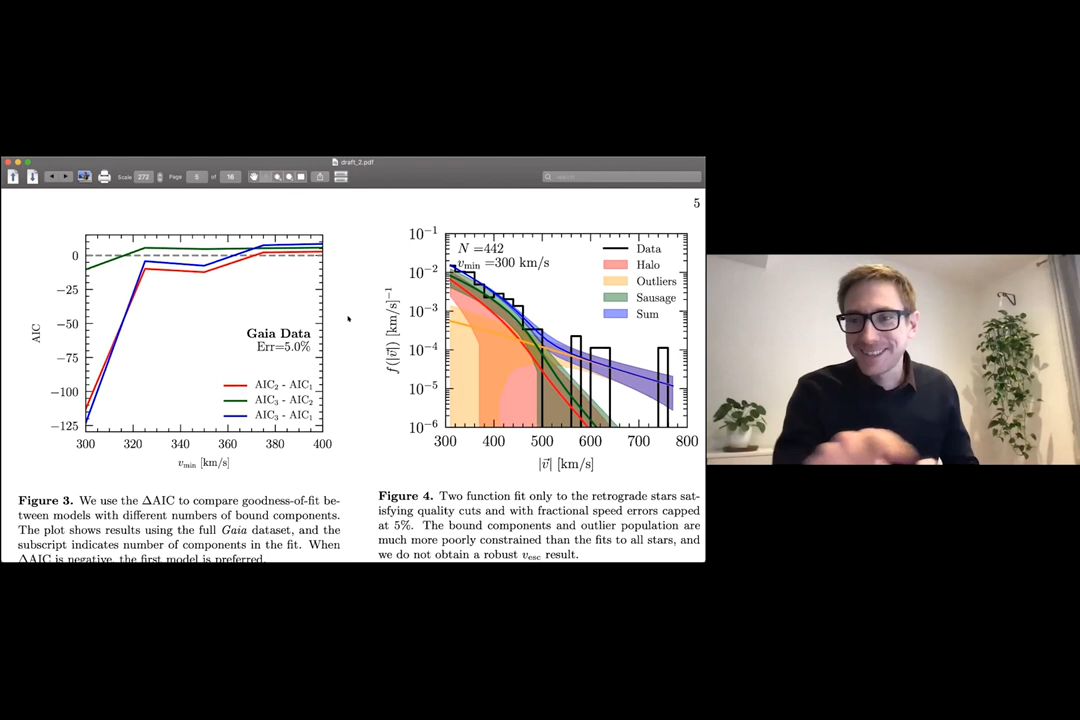 draft_2.pdf
Scale 272 Page 5 of 16
5
0
−25
−50
−75
−100
−125
AIC
Gaia Data
Err=5.0%
AIC₂ - AIC₁
AIC₃ - AIC₂
AIC₃ - AIC₁
300 320 340 360 380 400
vmin [km/s]
Figure 3. We use the ΔAIC to compare goodness-of-fit be-
tween models with different numbers of bound components.
The plot shows results using the full Gaia dataset, and the
subscript indicates number of components in the fit. When
ΔAIC is negative, the first model is preferred.
10⁻¹
10⁻²
10⁻³
10⁻⁴
10⁻⁵
10⁻⁶
f(|v⃗|) [km/s]⁻¹
N =442
vmin =300 km/s
Data
Halo
Outliers
Sausage
Sum
300 400 500 600 700 800
|v⃗| [km/s]
Figure 4. Two function fit only to the retrograde stars sat-
isfying quality cuts and with fractional speed errors capped
at 5%. The bound components and outlier population are
much more poorly constrained than the fits to all stars, and
we do not obtain a robust vesc result.